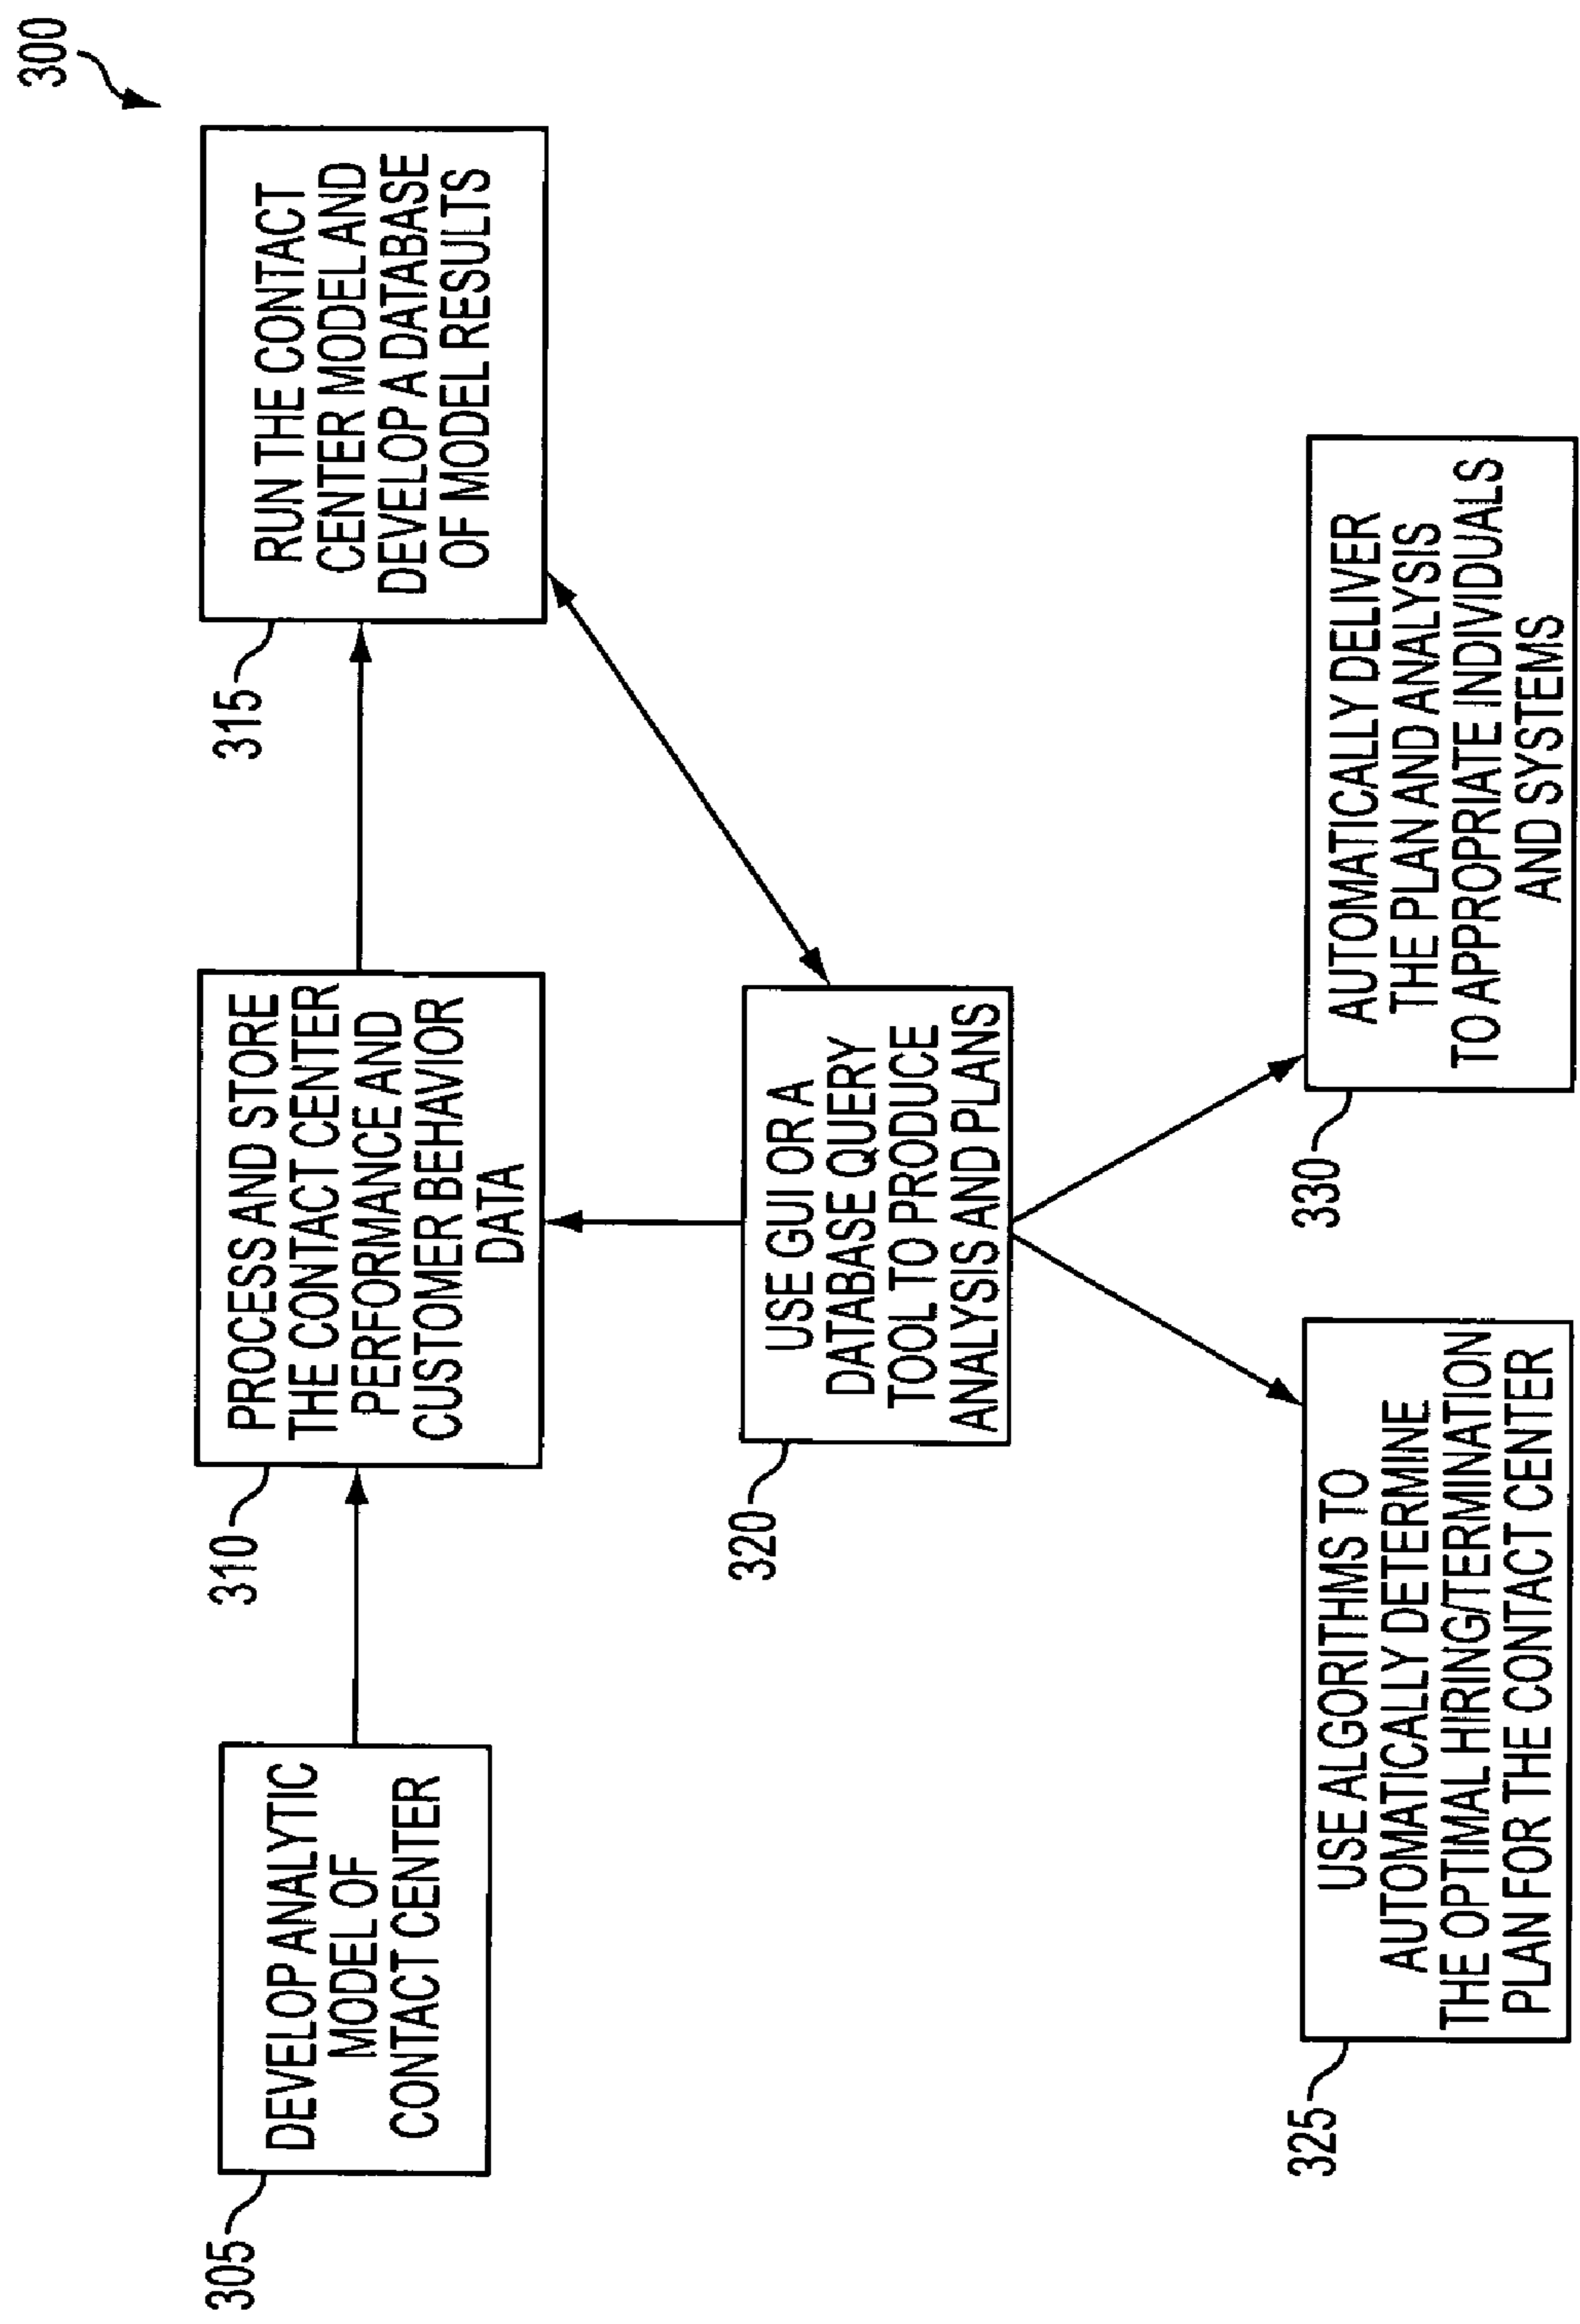 300
305
DEVELOP ANALYTIC
MODEL OF
CONTACT CENTER
310
PROCESS AND STORE
THE CONTACT CENTER
PERFORMANCE AND
CUSTOMER BEHAVIOR
DATA
315
RUN THE CONTACT
CENTER MODEL AND
DEVELOP A DATABASE
OF MODEL RESULTS
320
USE GUI OR A
DATABASE QUERY
TOOL TO PRODUCE
ANALYSIS AND PLANS
325
USE ALGORITHMS TO
AUTOMATICALLY DETERMINE
THE OPTIMAL HIRING/TERMINATION
PLAN FOR THE CONTACT CENTER
330
AUTOMATICALLY DELIVER
THE PLAN AND ANALYSIS
TO APPROPRIATE INDIVIDUALS
AND SYSTEMS